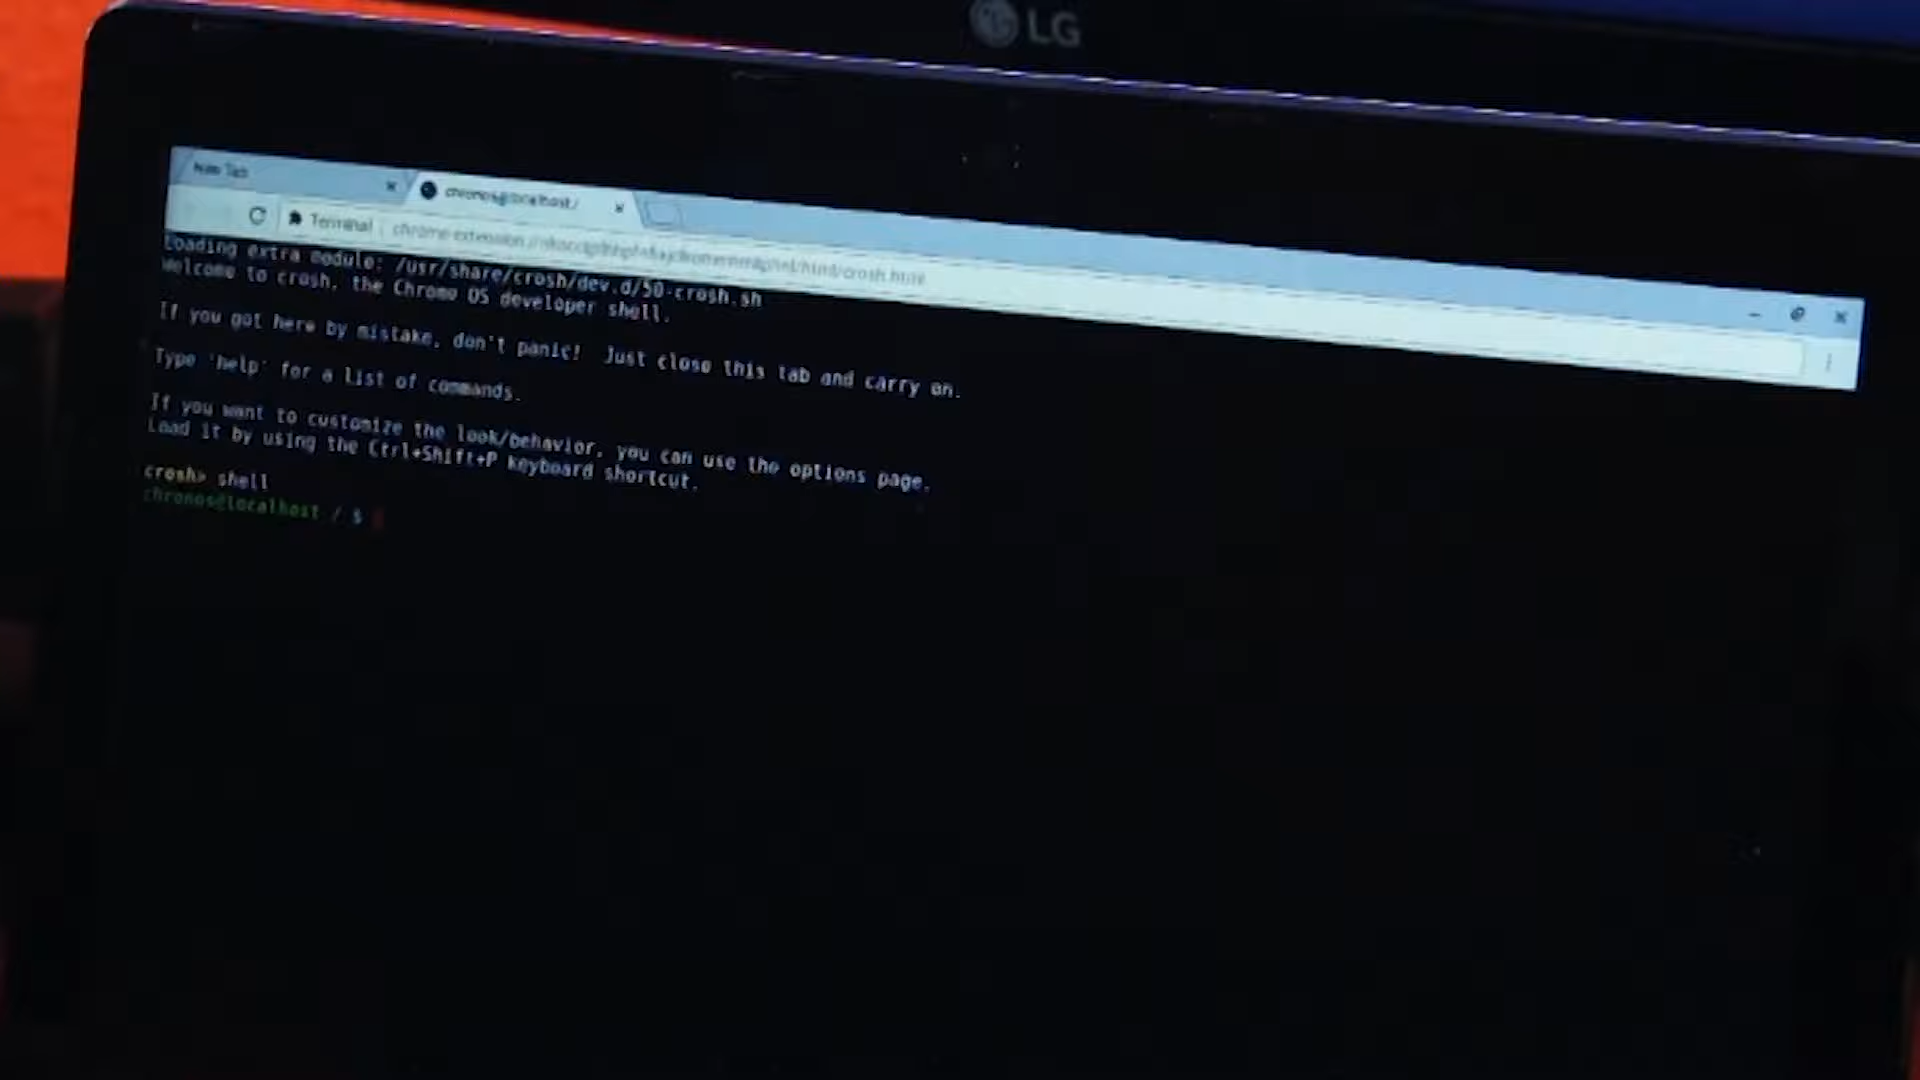 LG
New Tab
chronos@localhost:/
Terminal
Loading extra module: /usr/share/crosh/dev.d/50-crosh.sh
Welcome to crosh, the Chrome OS developer shell.
If you got here by mistake, don't panic! Just close this tab and carry on.
Type 'help' for a list of commands.
If you want to customize the look/behavior, you can use the options page.
Load it by using the Ctrl+Shift+P keyboard shortcut.
crosh> shell
chronos@localhost / $